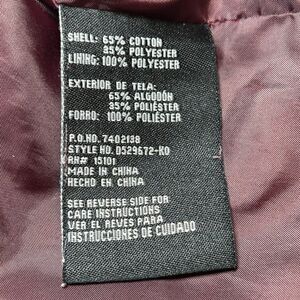 SHELL: 65% COTTON
35% POLYESTER
LINING: 100% POLYESTER
EXTERIOR DE TELA:
65% ALGODÓN
35% POLIÉSTER
FORRO: 100% POLIÉSTER
P.O.NO. 7402138
STYLE NO. D529672-KO
RN# 15101
MADE IN CHINA
HECHO EN CHINA
SEE REVERSE SIDE FOR
CARE INSTRUCTIONS
VER EL REVES PARA
INSTRUCCIONES DE CUIDADO